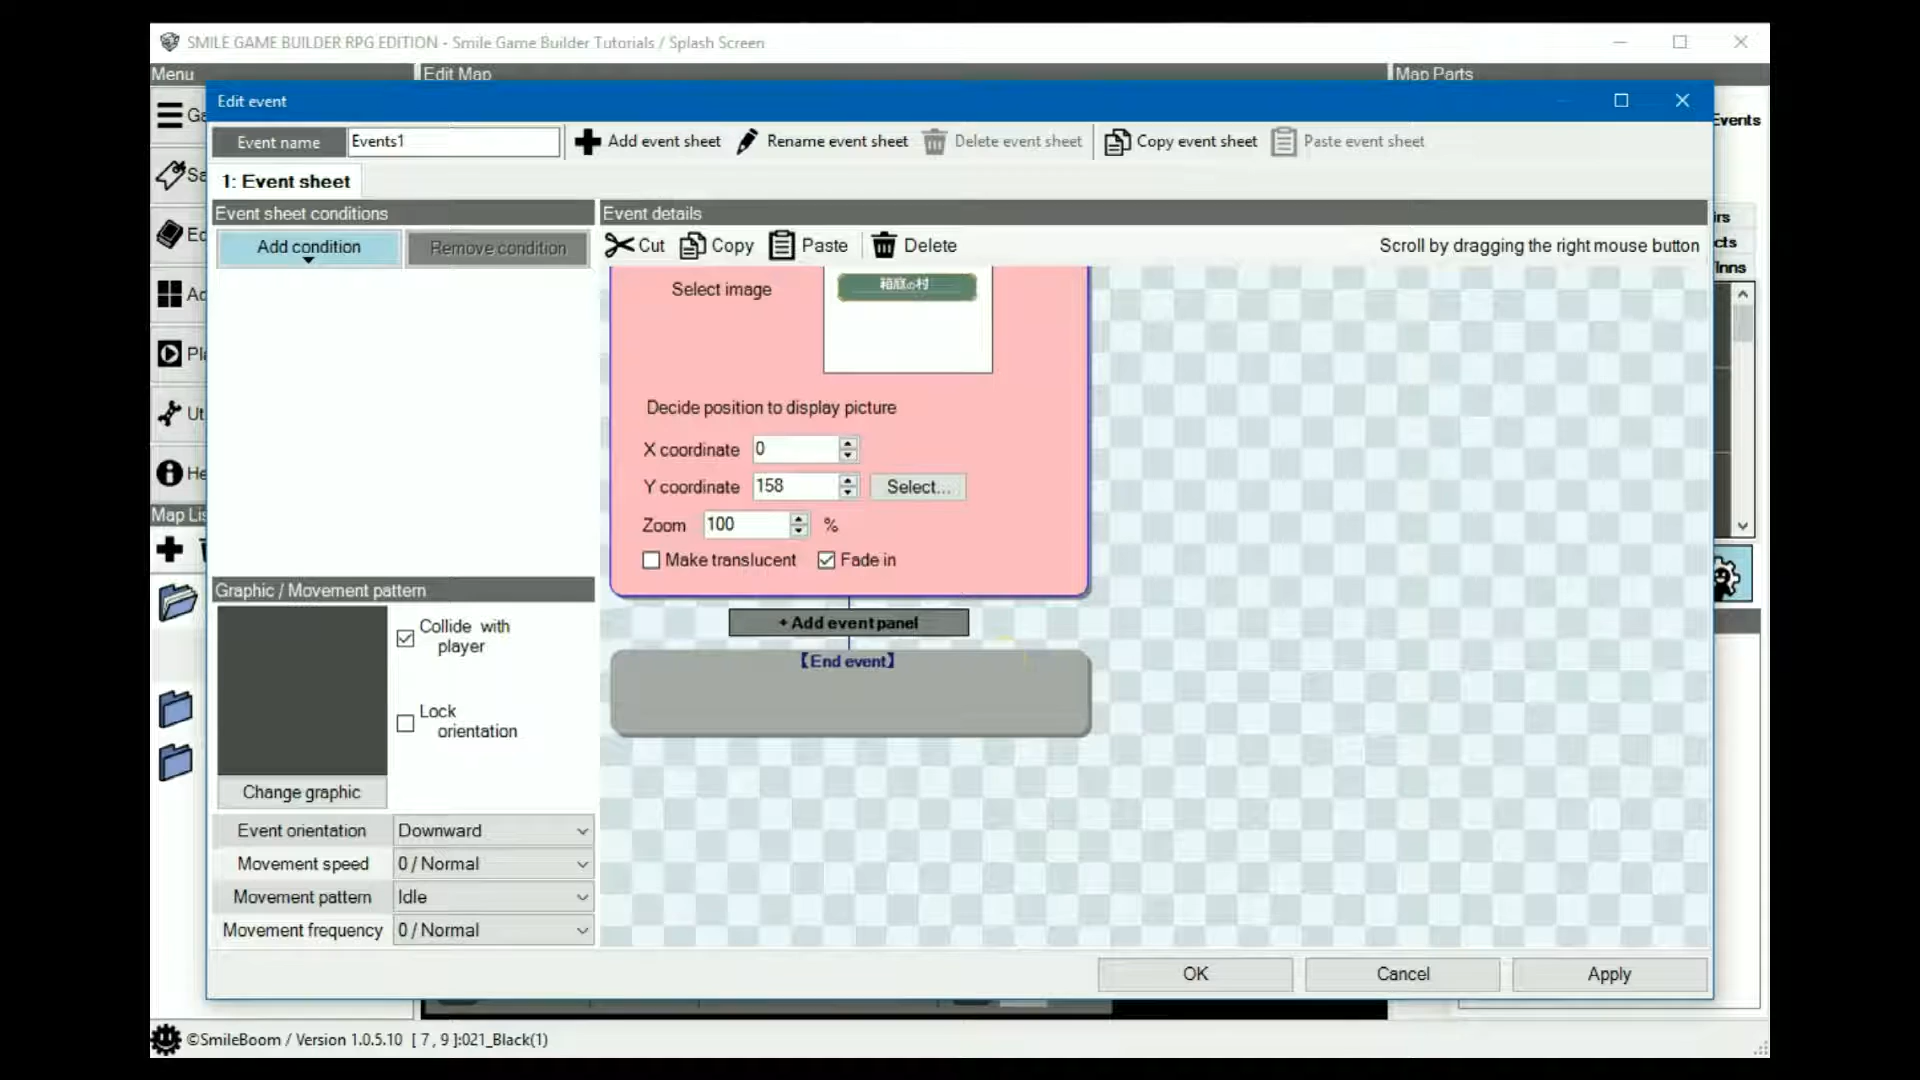 SMILE GAME BUILDER RPG EDITION - Smile Game Builder Tutorials / Splash Screen
Menu
Edit Map
Map Parts
Edit event
Event name
Events1
Add event sheet
Rename event sheet
Delete event sheet
Copy event sheet
Paste event sheet
Events
1: Event sheet
Event sheet conditions
Event details
Add condition
Remove condition
Cut
Copy
Paste
Delete
Scroll by dragging the right mouse button
Select image
箱庭の村
Decide position to display picture
X coordinate
0
Y coordinate
158
Select...
Zoom
100
%
Make translucent
Fade in
+ Add event panel
【End event】
Map Lis
Graphic / Movement pattern
Collide with
player
Lock
orientation
Change graphic
Event orientation
Downward
Movement speed
0 / Normal
Movement pattern
Idle
Movement frequency
0 / Normal
OK
Cancel
Apply
©SmileBoom / Version 1.0.5.10 [ 7 , 9 ]:021_Black(1)